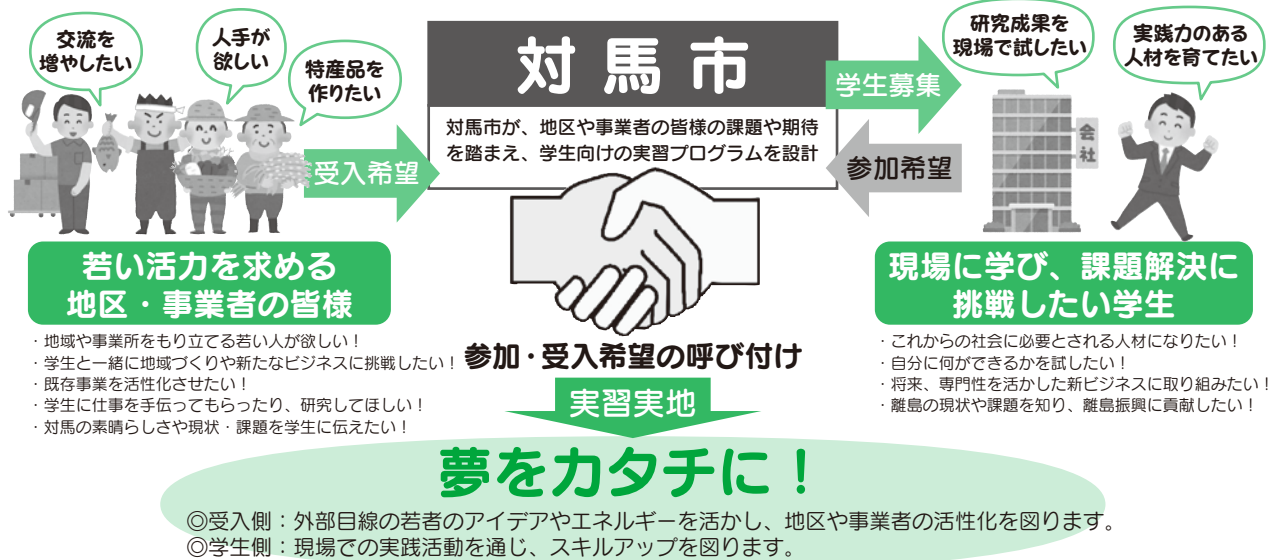 交流を
増やしたい
人手が
欲しい
特産品を
作りたい
受入希望
対馬市
対馬市が、地区や事業者の皆様の課題や期待
を踏まえ、学生向けの実習プログラムを設計
学生募集
参加希望
研究成果を
現場で試したい
実践力のある
人材を育てたい
会社
若い活力を求める
地区・事業者の皆様
・地域や事業所をもり立てる若い人が欲しい！
・学生と一緒に地域づくりや新たなビジネスに挑戦したい！
・既存事業を活性化させたい！
・学生に仕事を手伝ってもらったり、研究してほしい！
・対馬の素晴らしさや現状・課題を学生に伝えたい！
現場に学び、課題解決に
挑戦したい学生
・これからの社会に必要とされる人材になりたい！
・自分に何ができるかを試したい！
・将来、専門性を活かした新ビジネスに取り組みたい！
・離島の現状や課題を知り、離島振興に貢献したい！
参加・受入希望の呼び付け
実習実地
夢をカタチに！
◎受入側：外部目線の若者のアイデアやエネルギーを活かし、地区や事業者の活性化を図ります。
◎学生側：現場での実践活動を通じ、スキルアップを図ります。